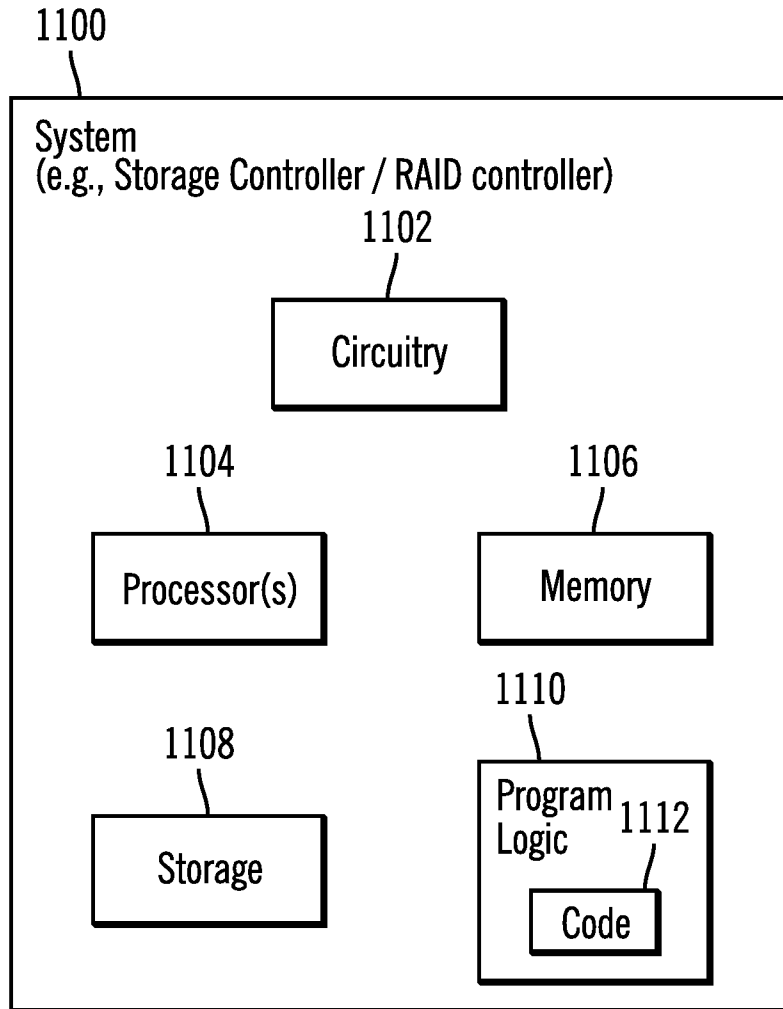 1100
System
(e.g., Storage Controller / RAID controller)
1102
Circuitry
1104
Processor(s)
1106
Memory
1108
Storage
1110
Program
Logic
1112
Code